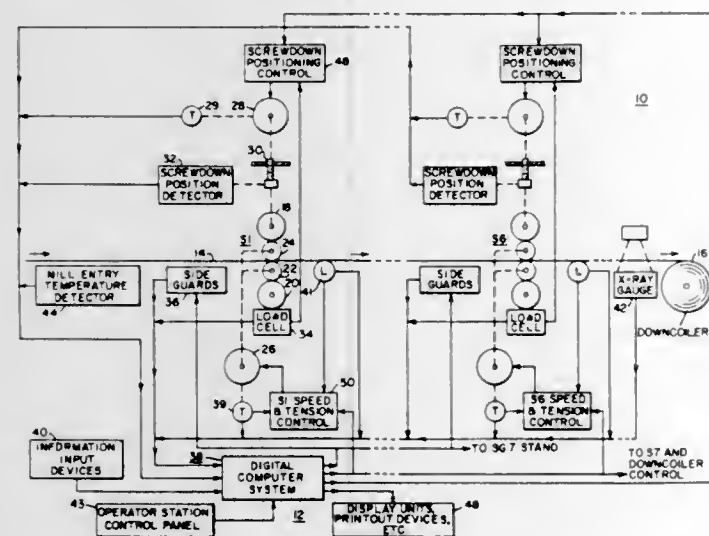 SCREWDOWN
POSITIONING
CONTROL
48
SCREWDOWN
POSITIONING
CONTROL
10
29
T
28
T
30
32
SCREWDOWN
POSITION
DETECTOR
SCREWDOWN
POSITION
DETECTOR
18
S1
24
S6
14
22
L
L
16
MILL ENTRY
TEMPERATURE
DETECTOR
44
SIDE
GUARDS
36
20
41
LOAD
CELL
34
SIDE
GUARDS
LOAD
CELL
X-RAY
GAUGE
42
DOWNCOILER
26
50
39
T
S1 SPEED
& TENSION
CONTROL
T
S6 SPEED
& TENSION
CONTROL
40
INFORMATION
INPUT
DEVICES
38
DIGITAL
COMPUTER
SYSTEM
TO SG 7 STAND
TO S7 AND
DOWNCOILER
CONTROL
43
OPERATOR STATION
CONTROL PANEL
12
DISPLAY UNITS,
PRINTOUT DEVICES,
ETC
48